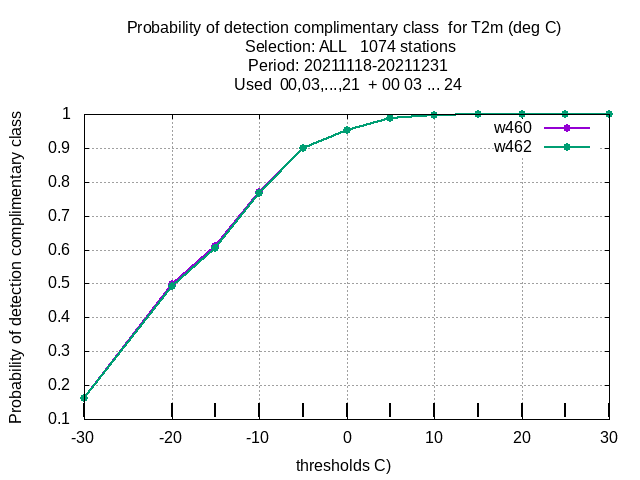 Probability of detection complimentary class  for T2m (deg C)
Selection: ALL   1074 stations
Period: 20211118-20211231
Used  00,03,...,21  + 00 03 ... 24
Probability of detection complimentary class
1
0.9
0.8
0.7
0.6
0.5
0.4
0.3
0.2
0.1
w460
w462
-30 -20 -10 0 10 20 30
thresholds C)